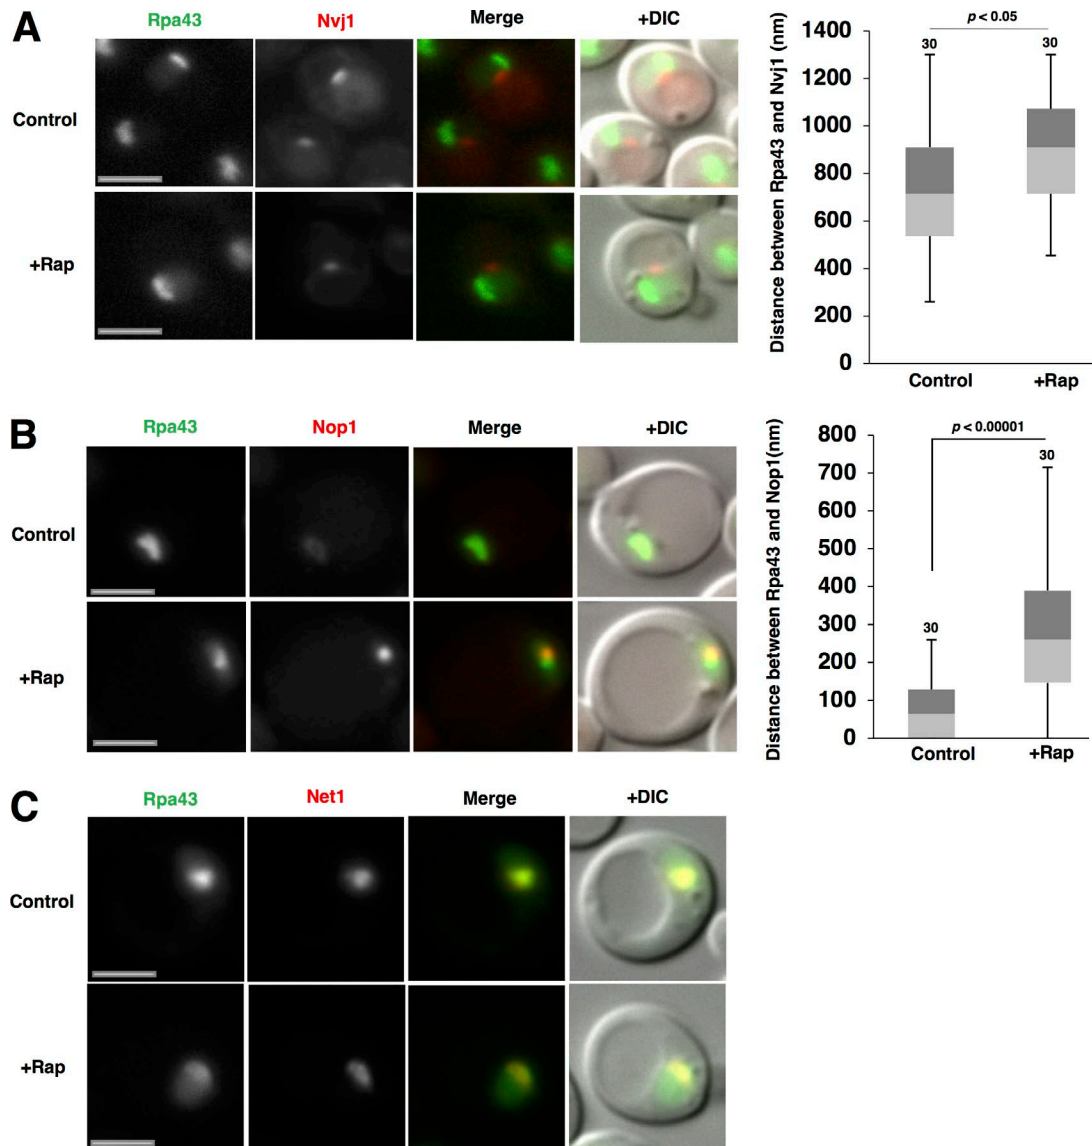 A
Rpa43 Nvj1 Merge +DIC
Control
+Rap
Distance between Rpa43 and Nvj1 (nm)
p < 0.05
30 30
1400
1200
1000
800
600
400
200
0
Control +Rap
B
Rpa43 Nop1 Merge +DIC
Control
+Rap
Distance between Rpa43 and Nop1(nm)
p < 0.00001
30
30
800
700
600
500
400
300
200
100
0
Control +Rap
C
Rpa43 Net1 Merge +DIC
Control
+Rap